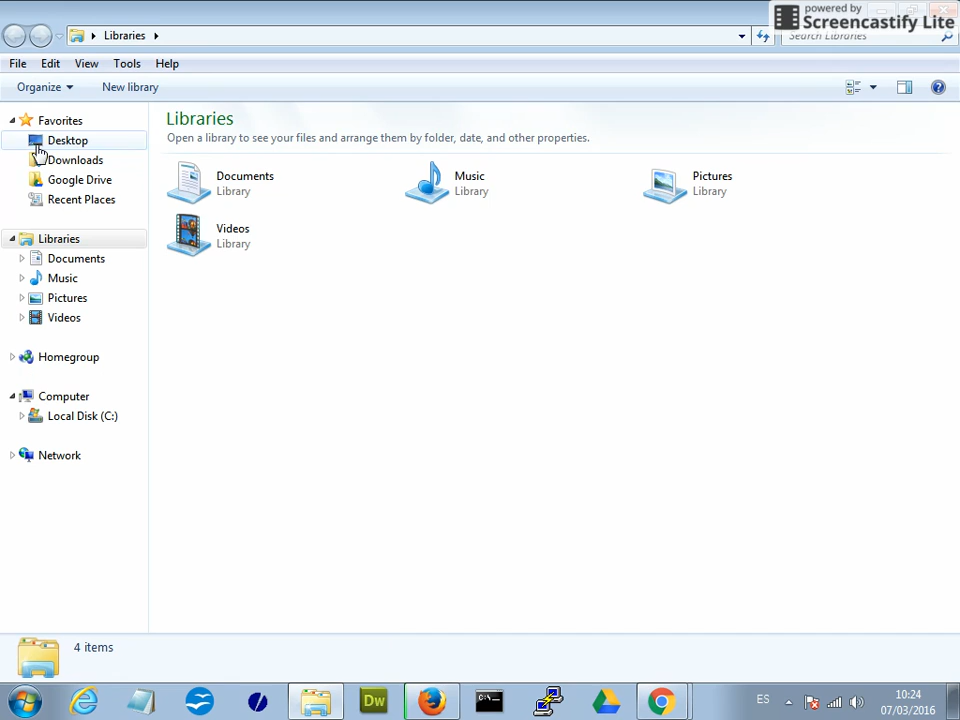 powered by
Screencastify Lite
Libraries
Search Libraries
File Edit View Tools Help
Organize New library
Favorites
Desktop
Downloads
Google Drive
Recent Places
Libraries
Documents
Music
Pictures
Videos
Homegroup
Computer
Local Disk (C:)
Network
Libraries
Open a library to see your files and arrange them by folder, date, and other properties.
Documents
Library
Music
Library
Pictures
Library
Videos
Library
4 items
Dw
C:\.
ES
10:24
07/03/2016